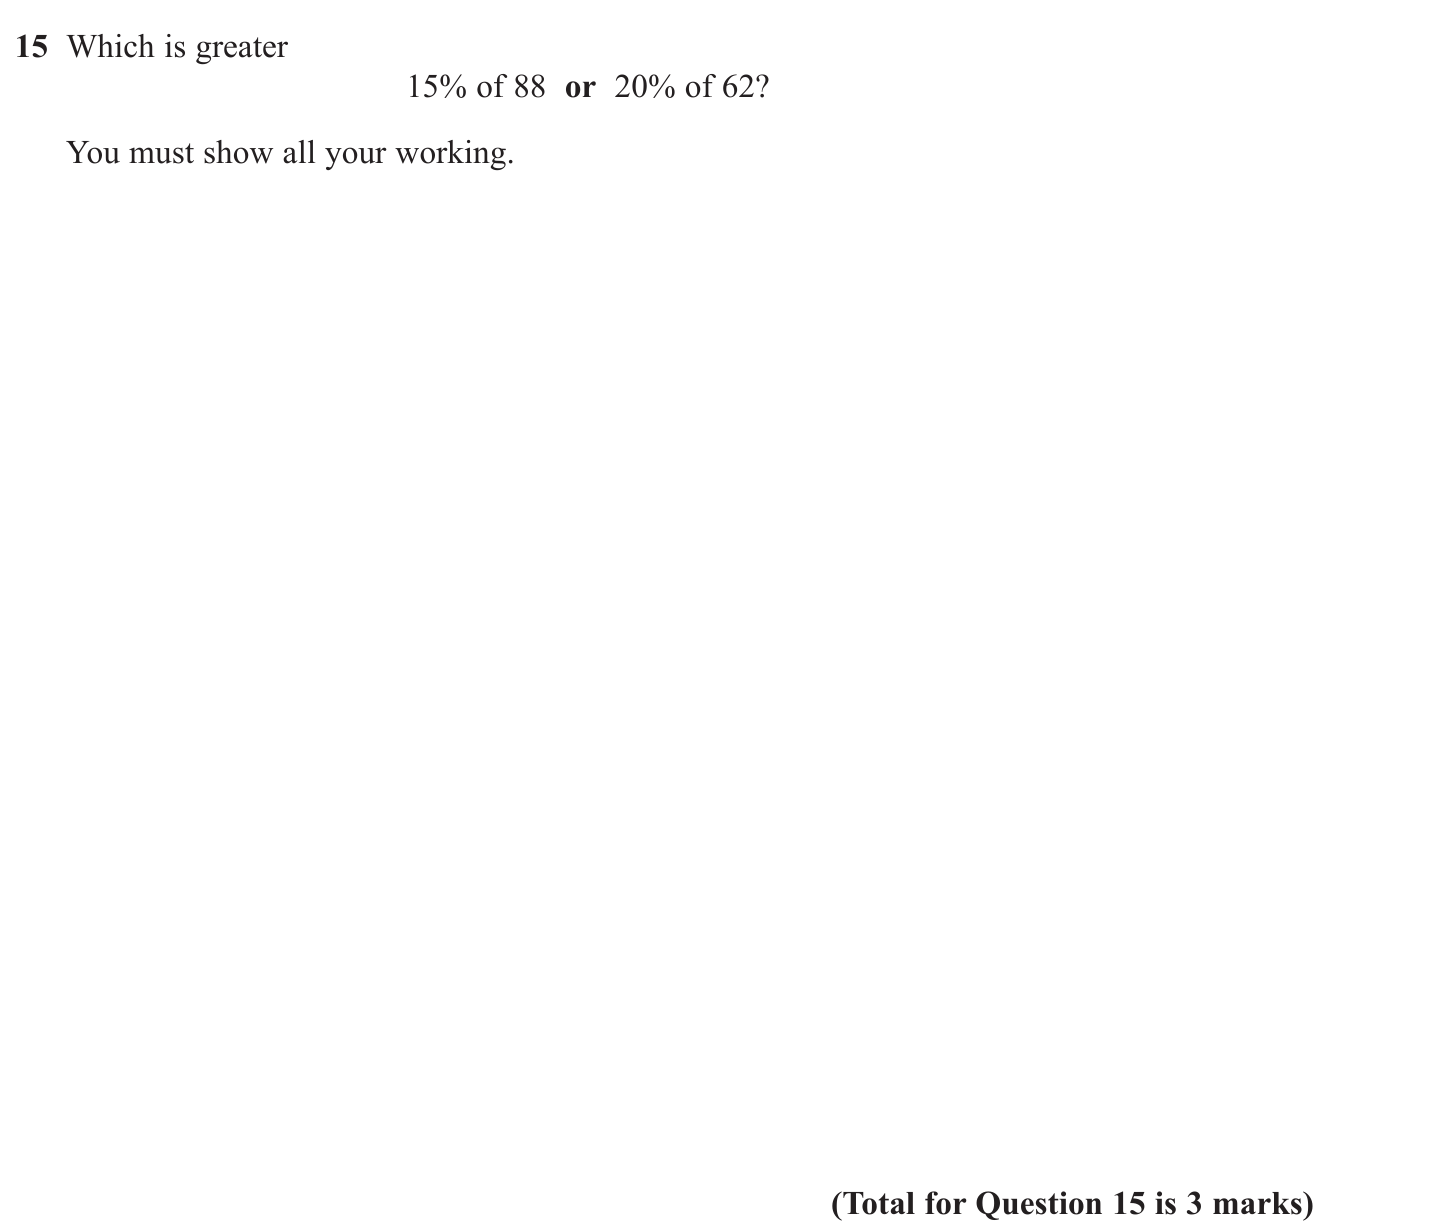 15 Which is greater
15% of 88 or 20% of 62?
You must show all your working.
(Total for Question 15 is 3 marks)